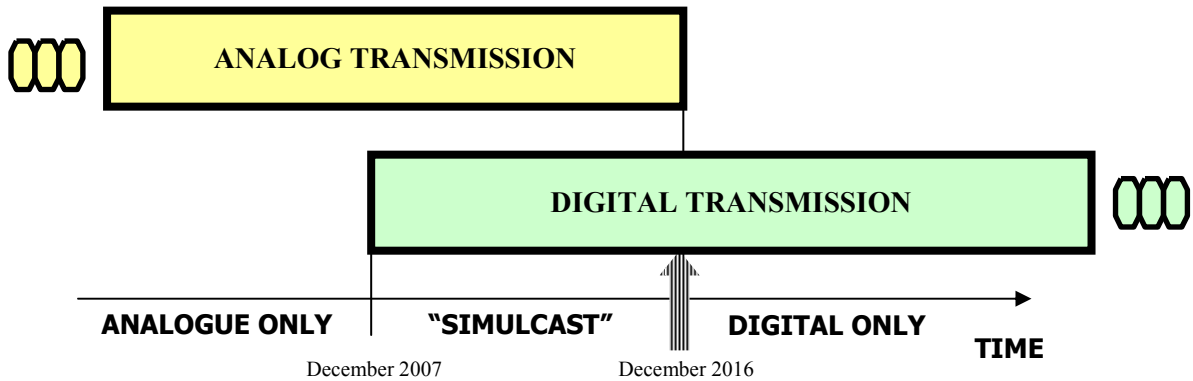 ANALOG TRANSMISSION
DIGITAL TRANSMISSION
ANALOGUE ONLY
“SIMULCAST”
DIGITAL ONLY
TIME
December 2007
December 2016